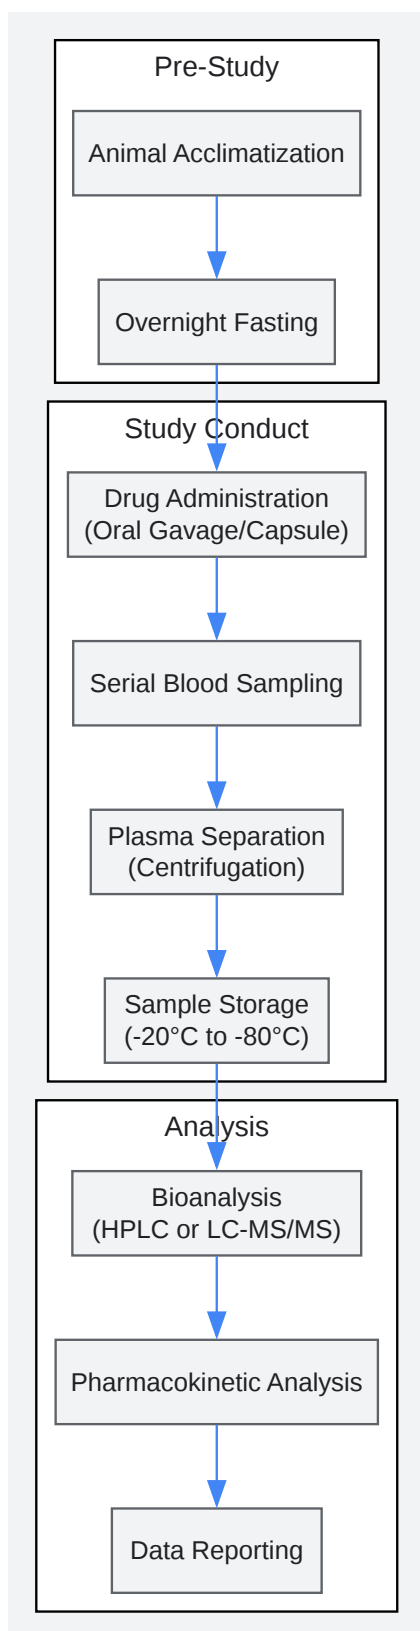 Pre-Study
Animal Acclimatization
Overnight Fasting
Study Conduct
Drug Administration
(Oral Gavage/Capsule)
Serial Blood Sampling
Plasma Separation
(Centrifugation)
Sample Storage
(-20°C to -80°C)
Analysis
Bioanalysis
(HPLC or LC-MS/MS)
Pharmacokinetic Analysis
Data Reporting